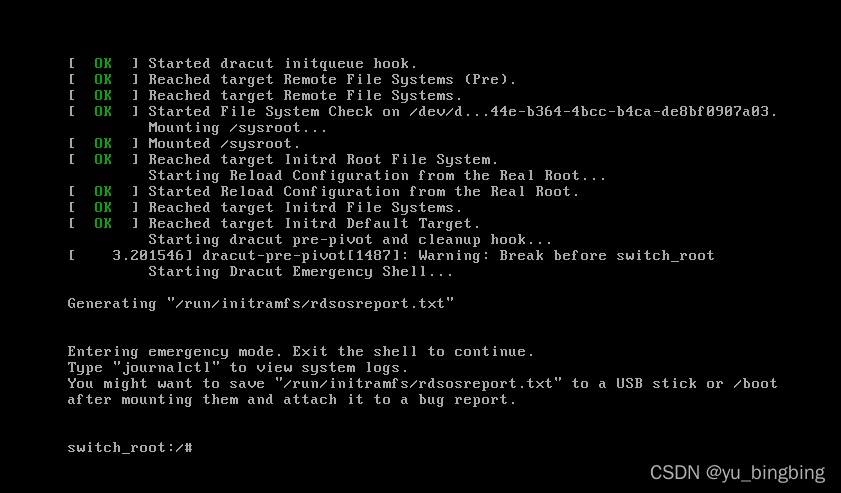 [  OK  ] Started dracut initqueue hook.
[  OK  ] Reached target Remote File Systems (Pre).
[  OK  ] Reached target Remote File Systems.
[  OK  ] Started File System Check on /dev/d...44e-b364-4bcc-b4ca-de8bf0907a03.
         Mounting /sysroot...
[  OK  ] Mounted /sysroot.
[  OK  ] Reached target Initrd Root File System.
         Starting Reload Configuration from the Real Root...
[  OK  ] Started Reload Configuration from the Real Root.
[  OK  ] Reached target Initrd File Systems.
[  OK  ] Reached target Initrd Default Target.
         Starting dracut pre-pivot and cleanup hook...
[    3.201546] dracut-pre-pivot[1487]: Warning: Break before switch_root
         Starting Dracut Emergency Shell...
Generating "/run/initramfs/rdsosreport.txt"
Entering emergency mode. Exit the shell to continue.
Type "journalctl" to view system logs.
You might want to save "/run/initramfs/rdsosreport.txt" to a USB stick or /boot
after mounting them and attach it to a bug report.
switch_root:/#
CSDN @yu_bingbing